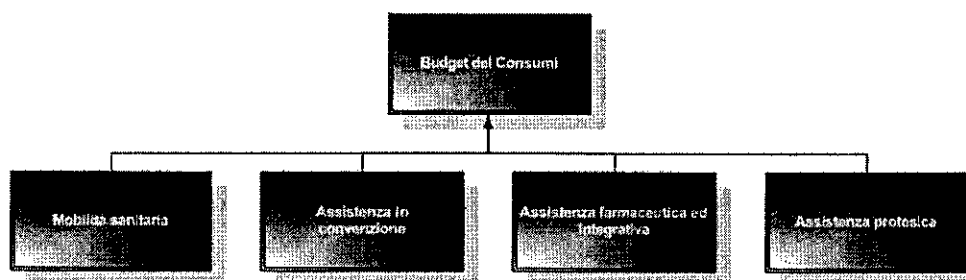 Budget dei Consumi
Mobilità sanitaria
Assistenza in
convenzione
Assistenza farmaceutica ed
Integrativa
Assistenza protesica